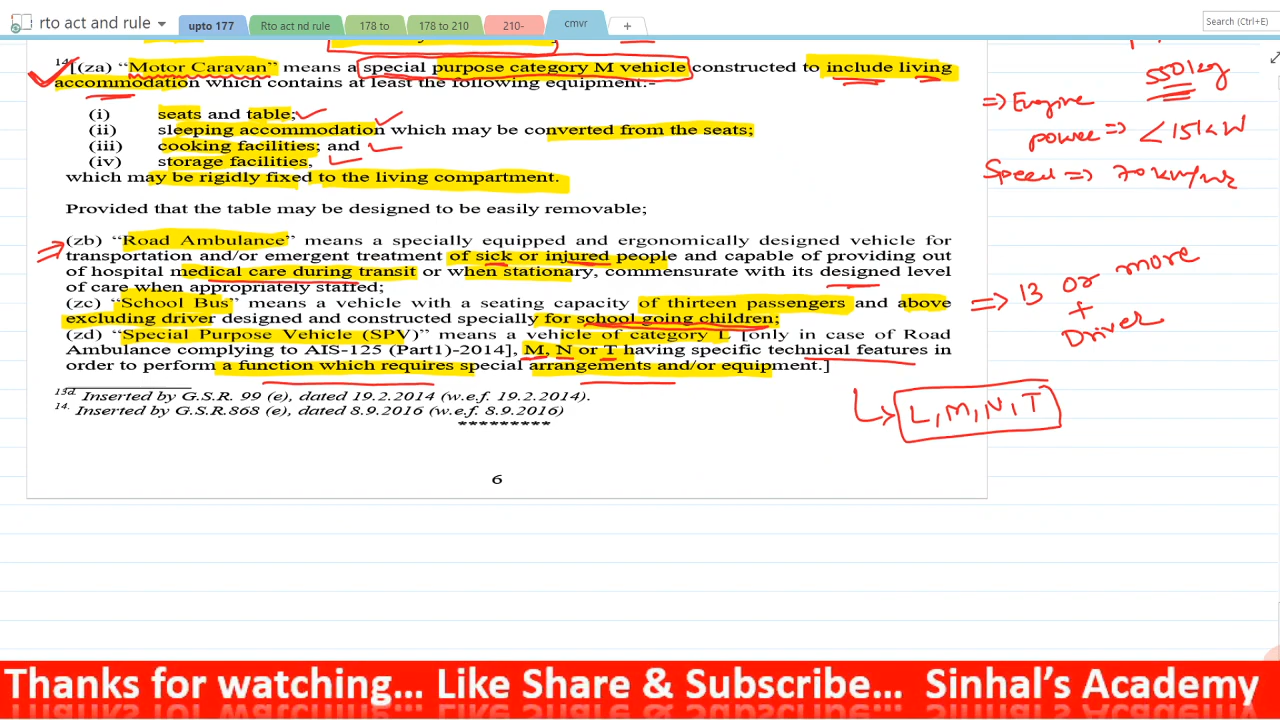 rto act and rule
upto 177
Rto act nd rule
178 to
178 to 210
210-
cmvr
+
Search (Ctrl+E)
14[(za) “Motor Caravan” means a special purpose category M vehicle constructed to include living
accommodation which contains at least the following equipment:-
(i) seats and table;
(ii) sleeping accommodation which may be converted from the seats;
(iii) cooking facilities; and
(iv) storage facilities,
which may be rigidly fixed to the living compartment.
Provided that the table may be designed to be easily removable;
(zb) “Road Ambulance” means a specially equipped and ergonomically designed vehicle for
transportation and/or emergent treatment of sick or injured people and capable of providing out
of hospital medical care during transit or when stationary, commensurate with its designed level
of care when appropriately staffed;
(zc) “School Bus” means a vehicle with a seating capacity of thirteen passengers and above
excluding driver designed and constructed specially for school going children;
(zd) “Special Purpose Vehicle (SPV)” means a vehicle of category L [only in case of Road
Ambulance complying to AIS-125 (Part1)-2014], M, N or T having specific technical features in
order to perform a function which requires special arrangements and/or equipment.]
13d. Inserted by G.S.R. 99 (e), dated 19.2.2014 (w.e.f. 19.2.2014).
14. Inserted by G.S.R.868 (e), dated 8.9.2016 (w.e.f. 8.9.2016)
*********
6
550 kg
=> Engine
power => < 15 kW
Speed => 70 km/hr
=> 13 or more
+
Driver
L, M, N, T
Thanks for watching... Like Share & Subscribe... Sinhal’s Academy